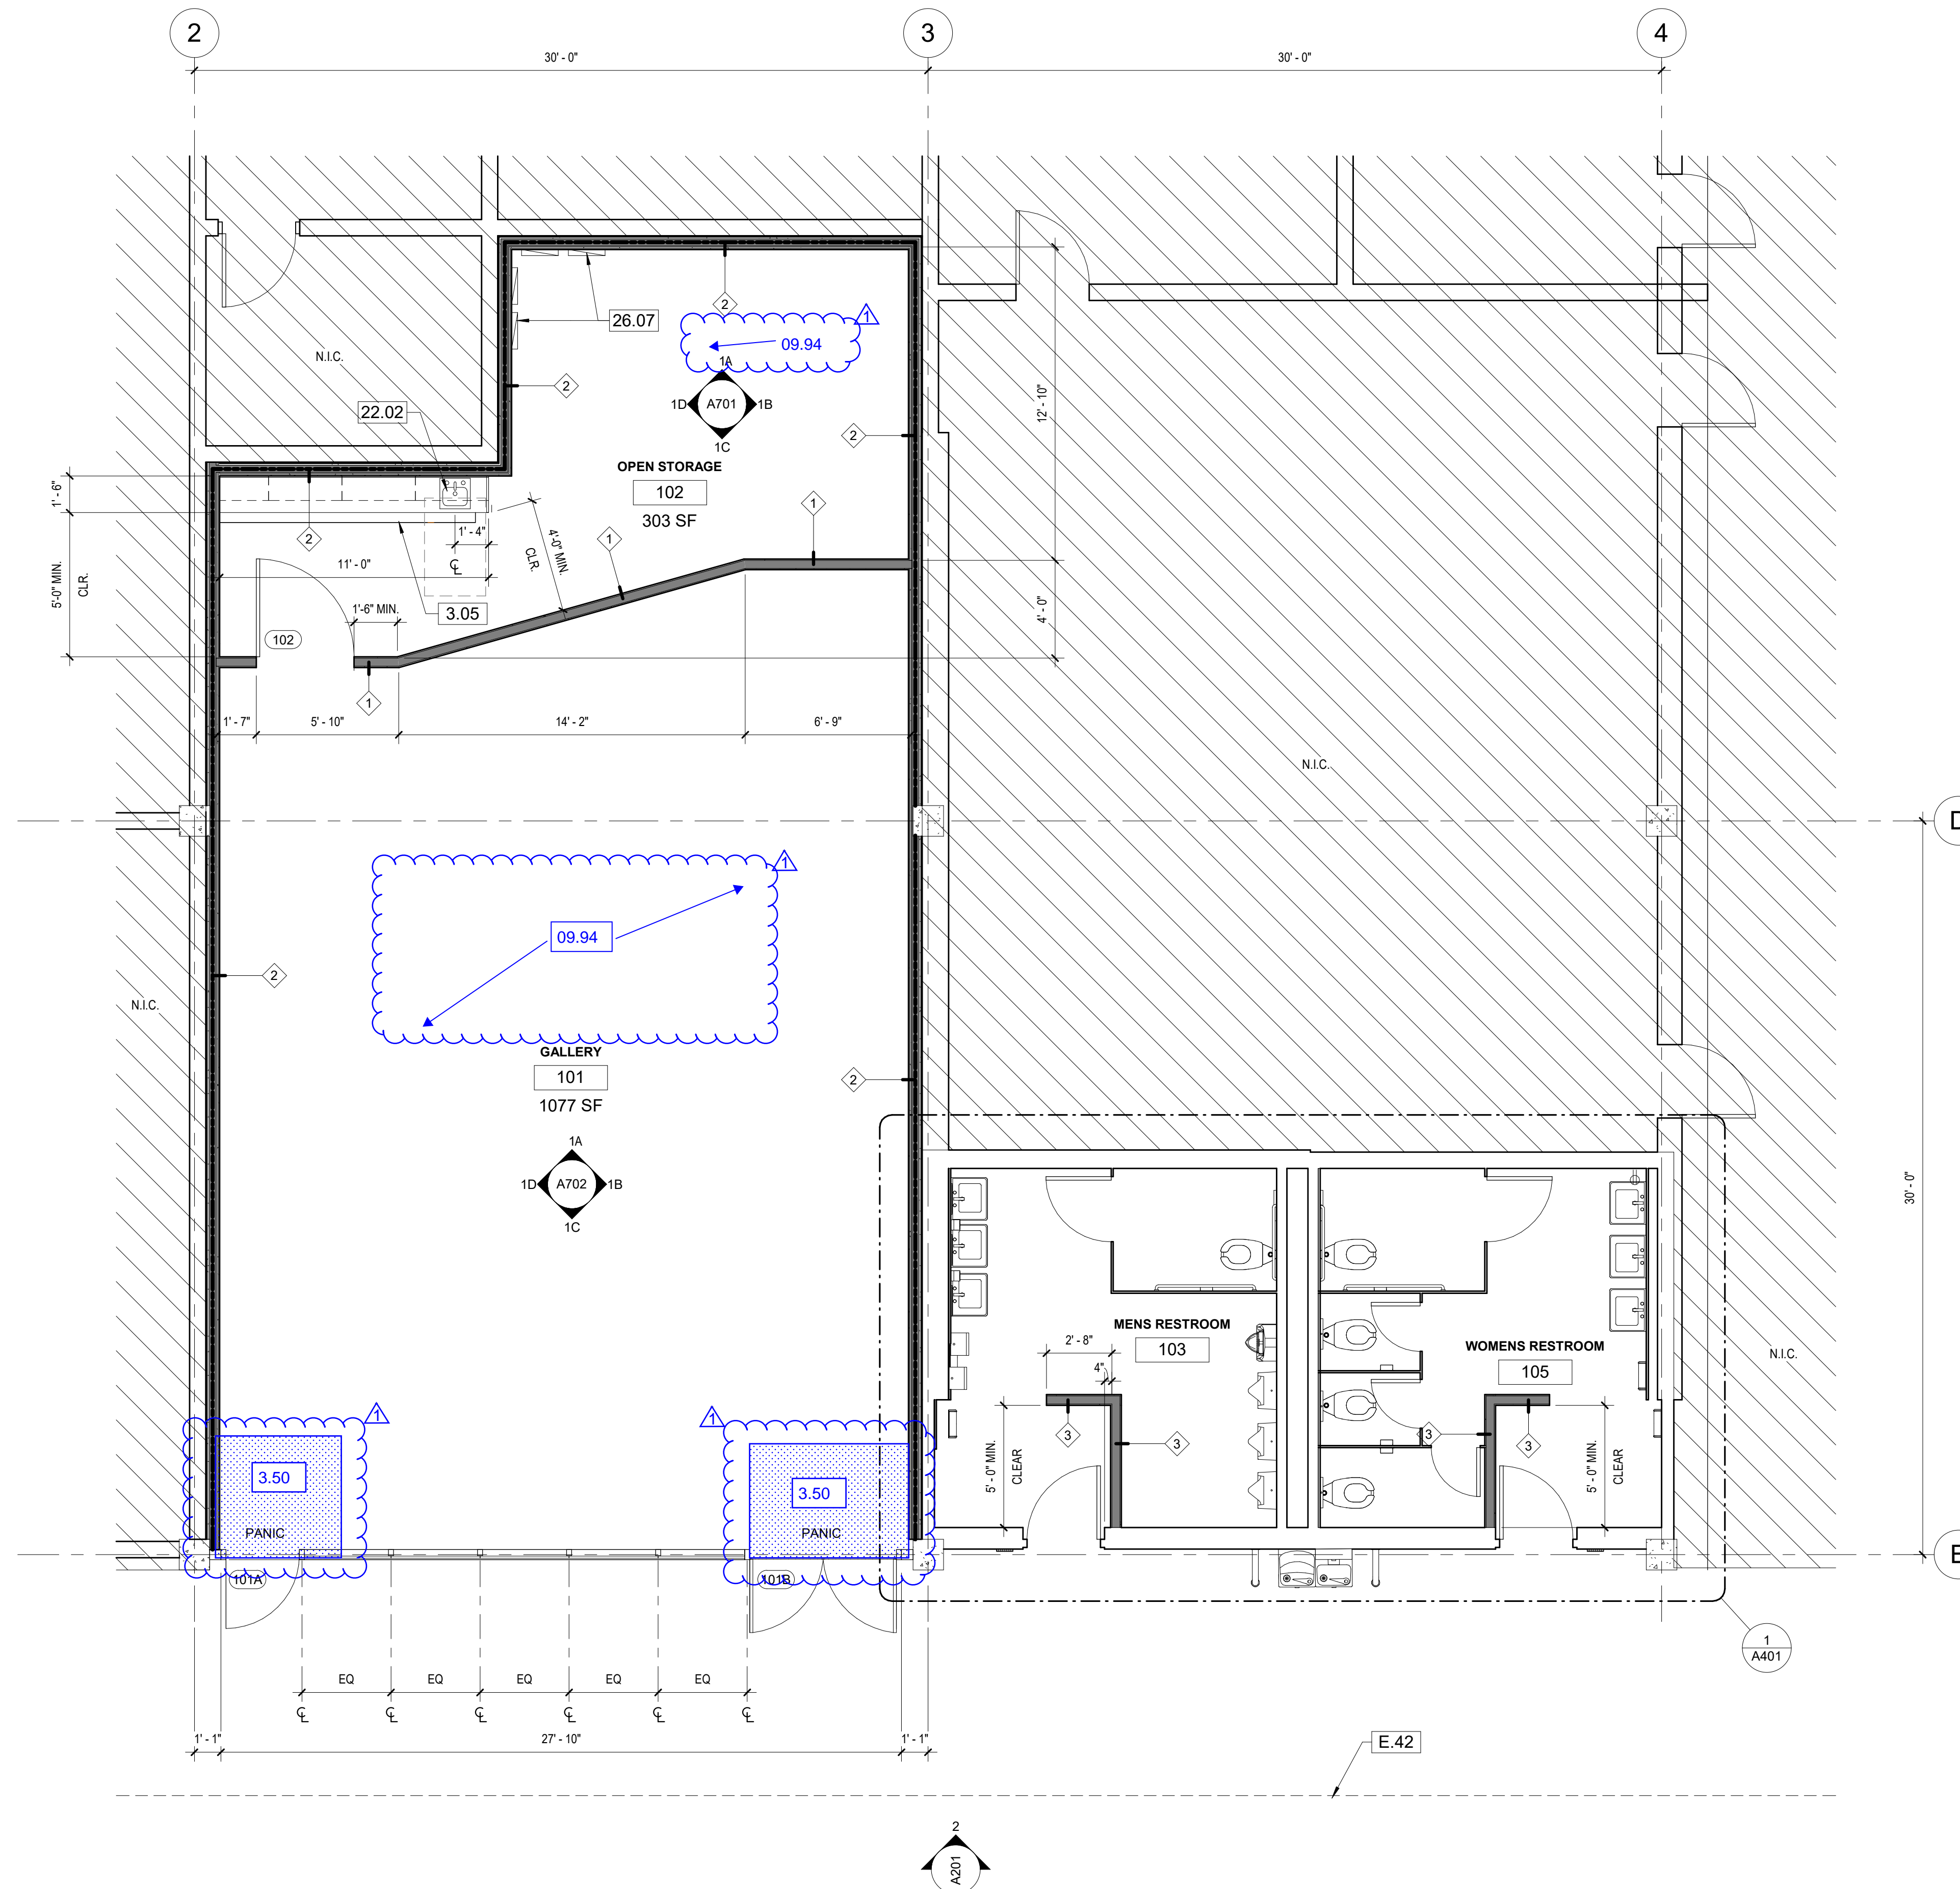 2
3
4
30' - 0"
30' - 0"
1
26.07
2
09.94
N.I.C.
1A
2
12' - 10"
22.02
1D
A701
1B
2
1C
OPEN STORAGE
1' - 6"
102
1
303 SF
1' - 4"
2
1
4'-0" MIN.
CLR.
11' - 0"
5'-0" MIN.
CLR.
1'-6" MIN.
3.05
4' - 0"
102
1
1' - 7"
5' - 10"
14' - 2"
6' - 9"
N.I.C.
D
1
09.94
2
N.I.C.
GALLERY
101
2
1077 SF
1A
1D
A702
1B
1C
30' - 0"
MENS RESTROOM
103
2' - 8"
4"
WOMENS RESTROOM
105
N.I.C.
1
1
3
3
3
3
5' - 0" MIN.
CLEAR
5' - 0" MIN.
CLEAR
3.50
3.50
PANIC
PANIC
E
101A
101B
1
A401
EQ
EQ
EQ
EQ
EQ
1' - 1"
27' - 10"
1' - 1"
E.42
2
A201